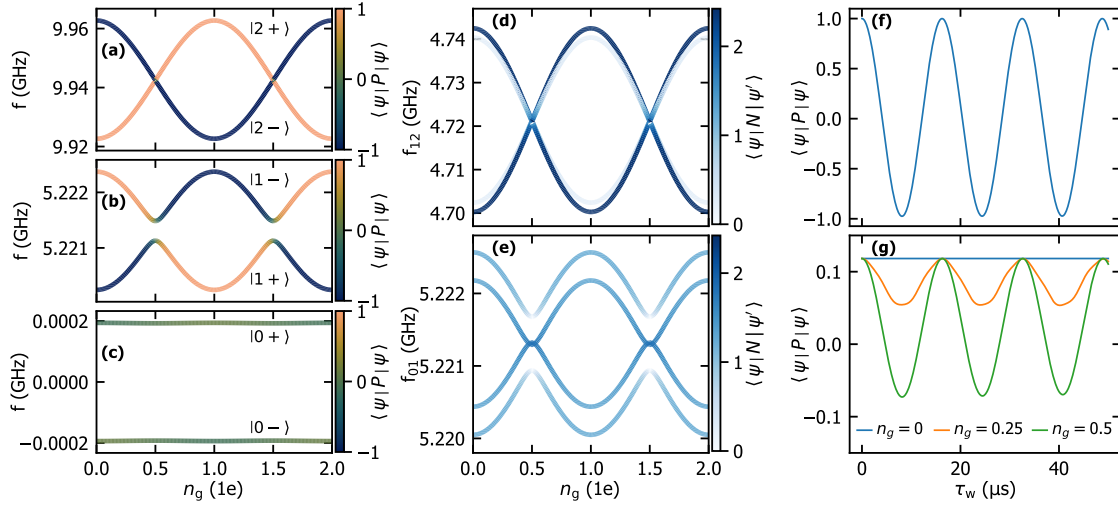 (a)
|2+⟩
|2−⟩
f (GHz)
9.96
9.94
9.92
1
0
−1
⟨ψ|P|ψ⟩
(b)
|1−⟩
|1+⟩
f (GHz)
5.222
5.221
1
0
−1
⟨ψ|P|ψ⟩
(c)
|0+⟩
|0−⟩
f (GHz)
0.0002
0.0000
−0.0002
1
0
−1
⟨ψ|P|ψ⟩
0.0 0.5 1.0 1.5 2.0
n_g (1e)
(d)
f₁₂ (GHz)
4.74
4.73
4.72
4.71
4.70
2
1
0
⟨ψ|N|ψ′⟩
(e)
f₀₁ (GHz)
5.222
5.221
5.220
2
1
0
⟨ψ|N|ψ′⟩
0.0 0.5 1.0 1.5 2.0
n_g (1e)
(f)
⟨ψ|P|ψ⟩
1.0
0.5
0.0
−0.5
−1.0
(g)
⟨ψ|P|ψ⟩
0.1
0.0
−0.1
n_g = 0 n_g = 0.25 n_g = 0.5
0 20 40
τ_w (μs)